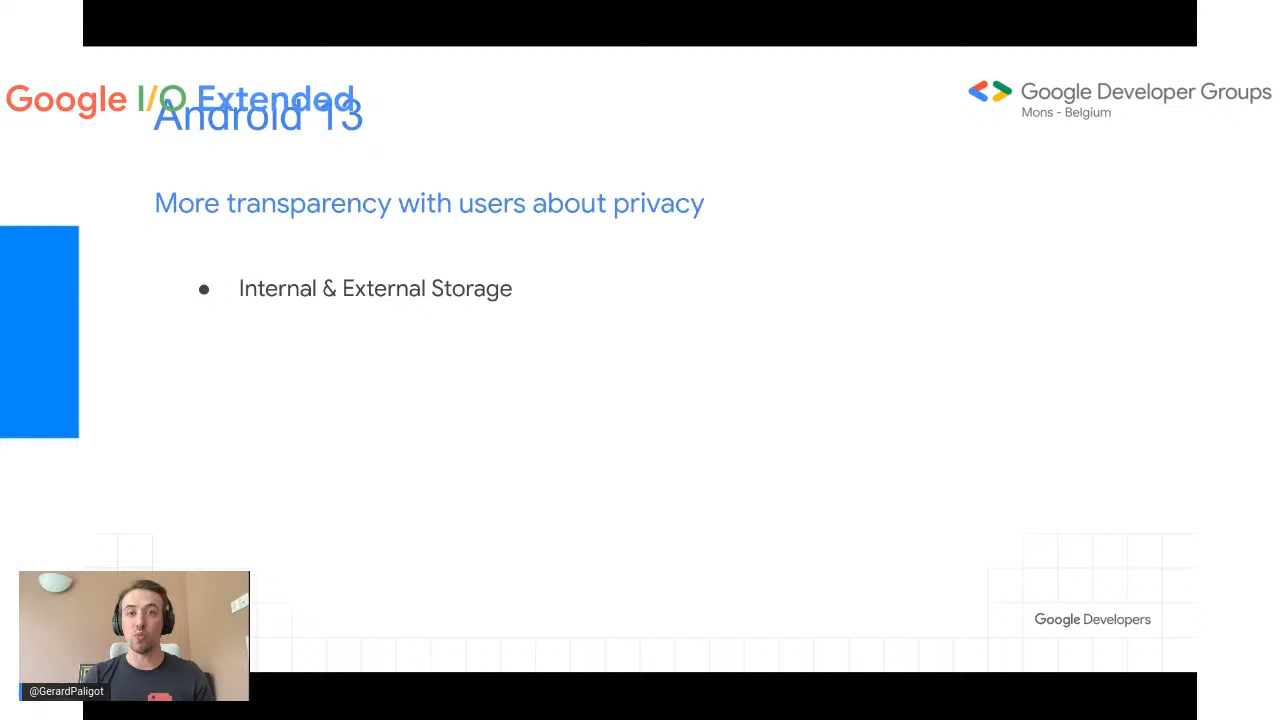 Google I/O Extended
Google Developer Groups
Mons - Belgium
Android 13
More transparency with users about privacy
● Internal & External Storage
Google Developers
@GerardPaligot